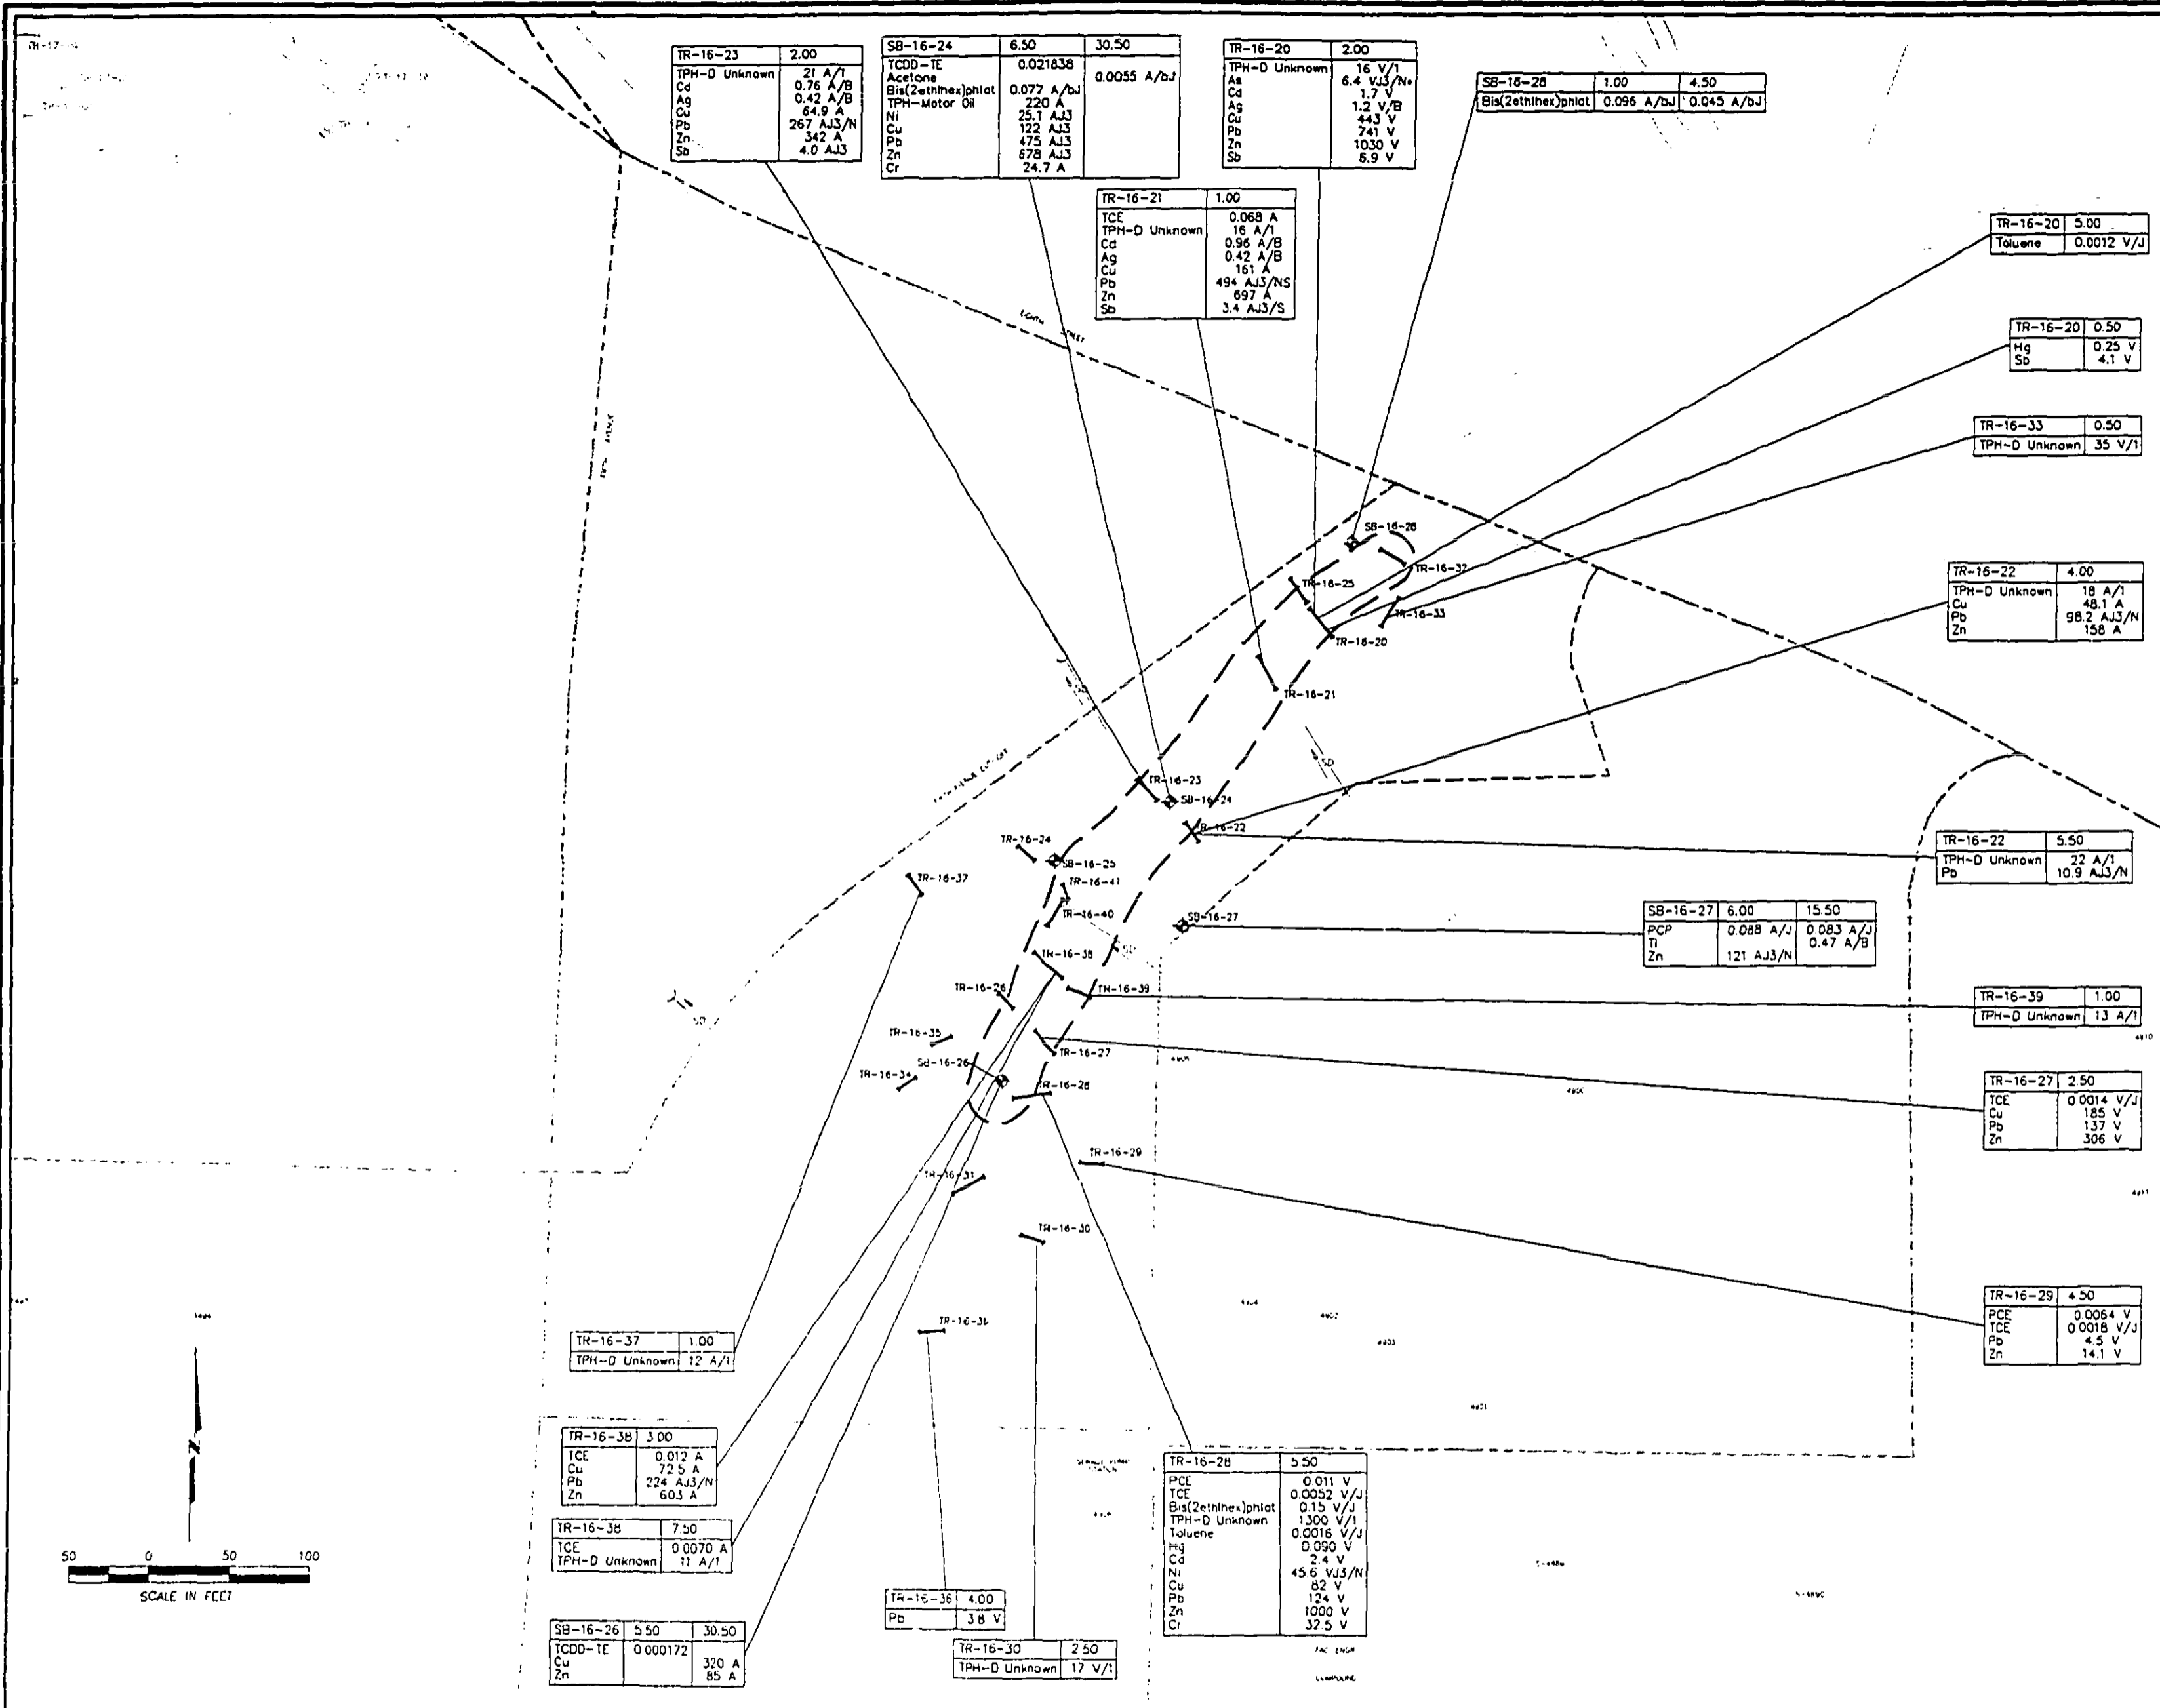 TR-16-23 2.00
TPH-D Unknown 21 A/1
Cd 0.76 A/B
Ag 0.42 A/B
Cu 64.9 A
Pb 267 AJ3/N
Zn 342 A
Sb 4.0 AJ3
SB-16-24 6.50 30.50
TCDD-TE 0.021838
Acetone 0.0055 A/bJ
Bis(2ethlhex)phlat 0.077 A/bJ
TPH-Motor Oil 220 A
Ni 25.1 AJ3
Cu 122 AJ3
Pb 475 AJ3
Zn 678 AJ3
Cr 24.7 A
TR-16-20 2.00
TPH-D Unknown 16 V/1
As 6.4 VJ3/N*
Cd 1.7 V
Ag 1.2 V/B
Cu 443 V
Pb 741 V
Zn 1030 V
Sb 6.9 V
SB-16-28 1.00 4.50
Bis(2ethlhex)phlat 0.096 A/bJ 0.045 A/bJ
TR-16-21 1.00
TCE 0.068 A
TPH-D Unknown 16 A/1
Cd 0.96 A/B
Ag 0.42 A/B
Cu 161 A
Pb 494 AJ3/NS
Zn 697 A
Sb 3.4 AJ3/S
TR-16-20 5.00
Toluene 0.0012 V/J
TR-16-20 0.50
Hg 0.25 V
Sb 4.1 V
TR-16-33 0.50
TPH-D Unknown 35 V/1
STREET
SB-16-28
TR-16-32
TR-16-25
TR-16-33
TR-16-20
TR-16-21
TR-16-22 4.00
TPH-D Unknown 18 A/1
Cu 48.1 A
Pb 98.2 AJ3/N
Zn 158 A
SD
SD
TR-16-23
SB-16-24
R-16-22
TR-16-24
SB-16-25
TR-16-41
TR-16-37
TR-16-40
SB-16-27
SD
TR-16-38
TR-16-22 5.50
TPH-D Unknown 22 A/1
Pb 10.9 AJ3/N
SB-16-27 6.00 15.50
PCP 0.088 A/J 0.083 A/J
Tl 0.47 A/B
Zn 121 AJ3/N
TR-16-26
TR-16-39
SD
TR-16-35
TR-16-27
SB-16-26
TR-16-34
TR-16-28
TR-16-39 1.00
TPH-D Unknown 13 A/1
4910
TR-16-27 2.50
TCE 0.0014 V/J
Cu 185 V
Pb 137 V
Zn 306 V
TR-16-29
TR-16-31
TR-16-30
TR-16-36
4911
4904
4902
4903
4901
TR-16-29 4.50
PCE 0.0064 V
TCE 0.0018 V/J
Pb 4.5 V
Zn 14.1 V
TR-16-37 1.00
TPH-D Unknown 12 A/1
N
TR-16-38 3.00
TCE 0.012 A
Cu 72.5 A
Pb 224 AJ3/N
Zn 603 A
TR-16-38 7.50
TCE 0.0070 A
TPH-D Unknown 11 A/1
50 0 50 100
SCALE IN FEET
SB-16-26 5.50 30.50
TCDD-TE 0.000172
Cu 320 A
Zn 85 A
TR-16-36 4.00
Pb 3.8 V
TR-16-30 2.50
TPH-D Unknown 17 V/1
TR-16-28 5.50
PCE 0.011 V
TCE 0.0052 V/J
Bis(2ethlhex)phlat 0.15 V/J
TPH-D Unknown 1300 V/1
Toluene 0.0016 V/J
Hg 0.090 V
Cd 2.4 V
Ni 45.6 VJ3/N
Cu 82 V
Pb 124 V
Zn 1000 V
Cr 32.5 V
FAC ENGR
COMPOUND